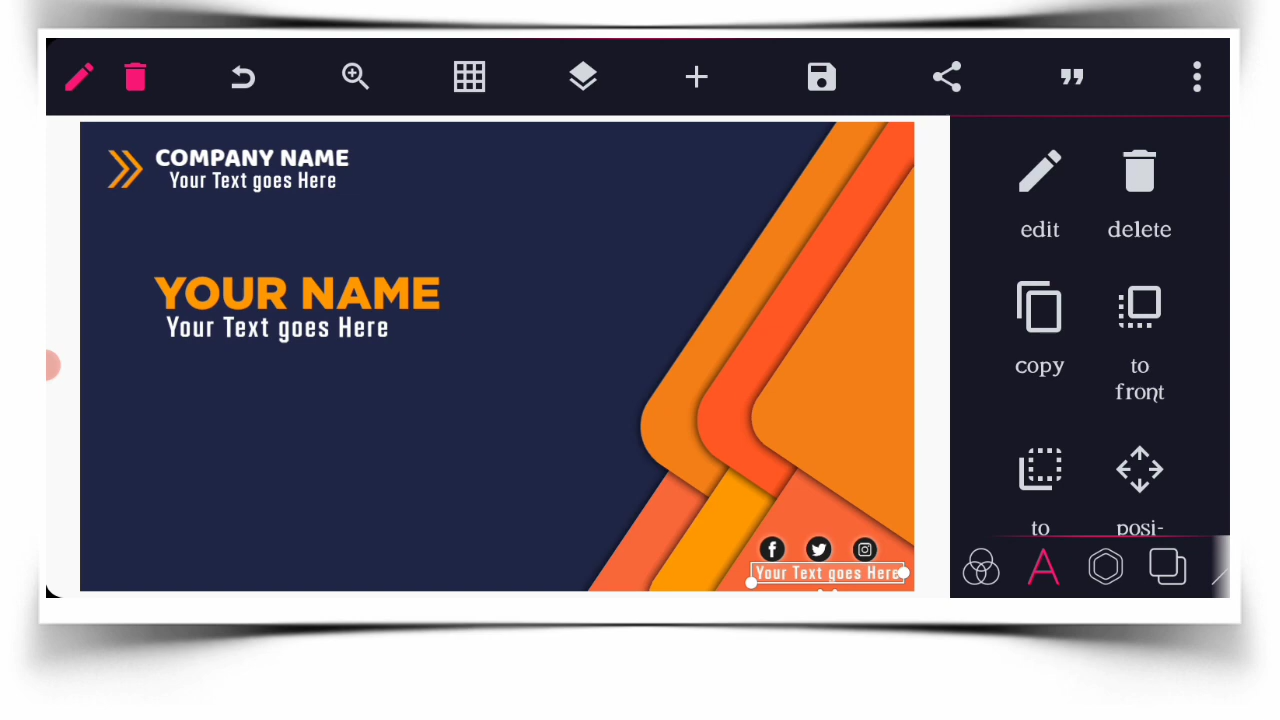 COMPANY NAME
Your Text goes Here
YOUR NAME
Your Text goes Here
Your Text goes Here
edit
delete
copy
to
front
to
posi-